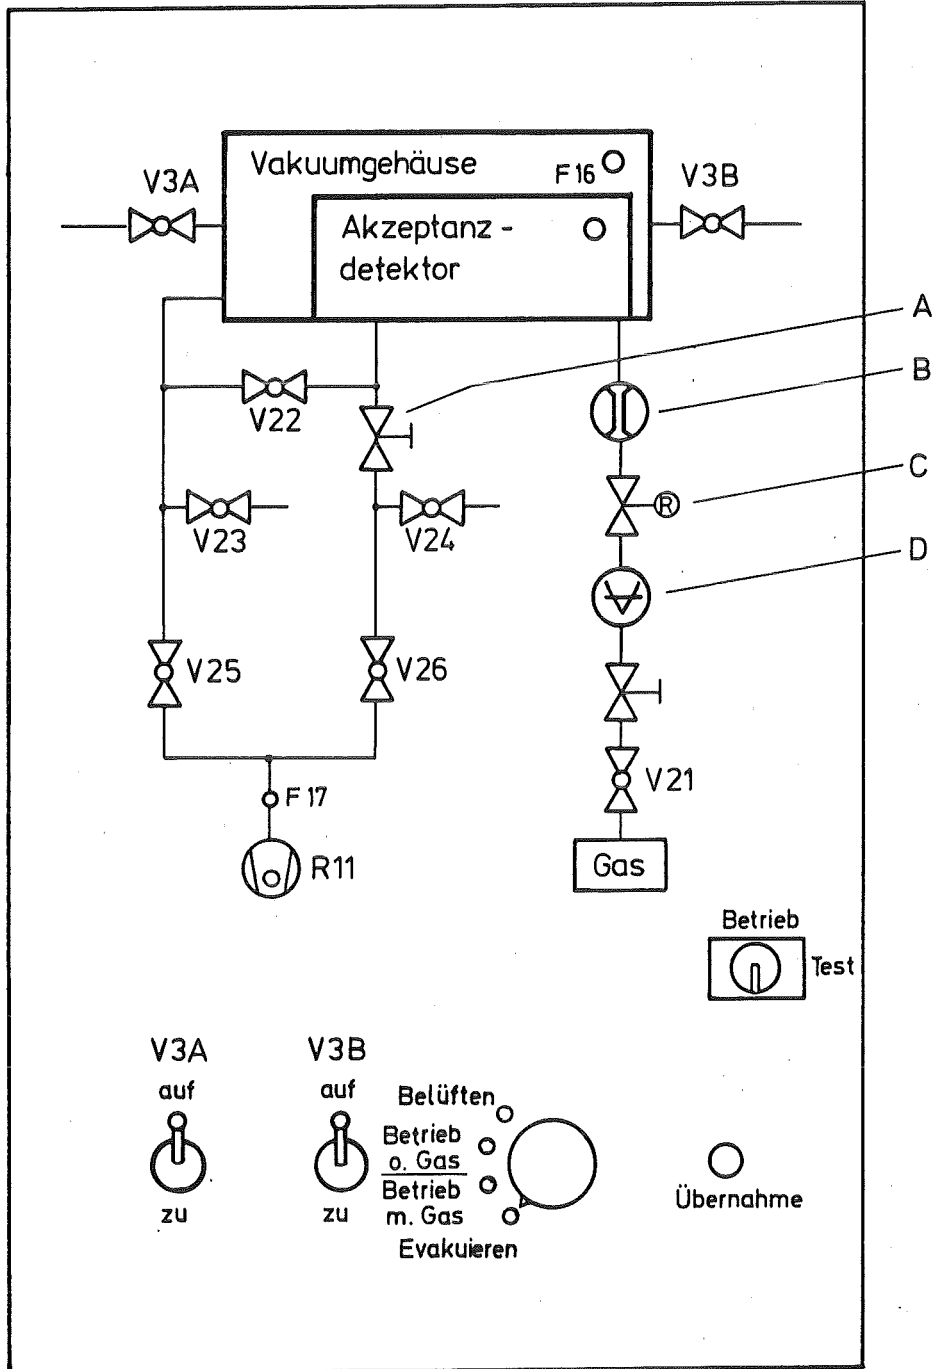 Vakuumgehäuse
F16
V3A
V3B
Akzeptanz-
detektor
A
B
V22
C
R
V23
V24
D
V25
V26
V21
F17
R11
Gas
Betrieb
Test
V3A
V3B
auf
auf
Belüften
Betrieb
o. Gas
Betrieb
m. Gas
zu
zu
Übernahme
Evakuieren